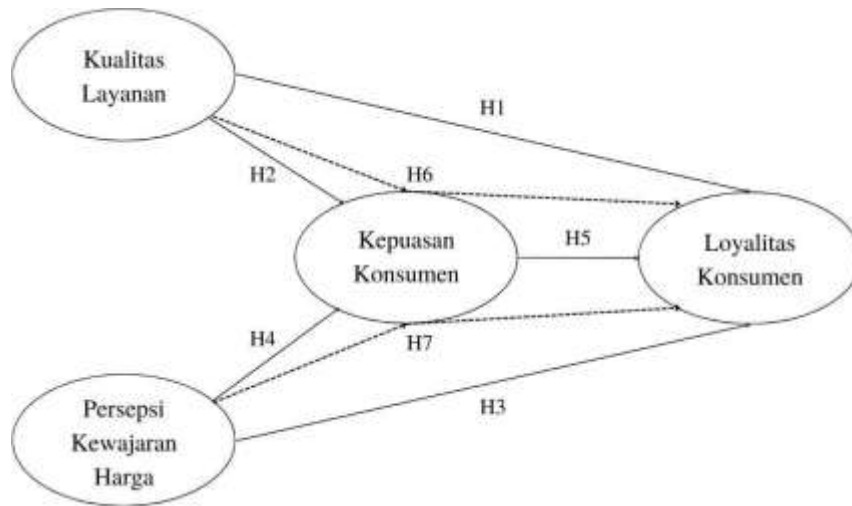 Kualitas
Layanan
H1
H2
H6
Kepuasan
Konsumen
H5
Loyalitas
Konsumen
H4
H7
Persepsi
Kewajaran
Harga
H3